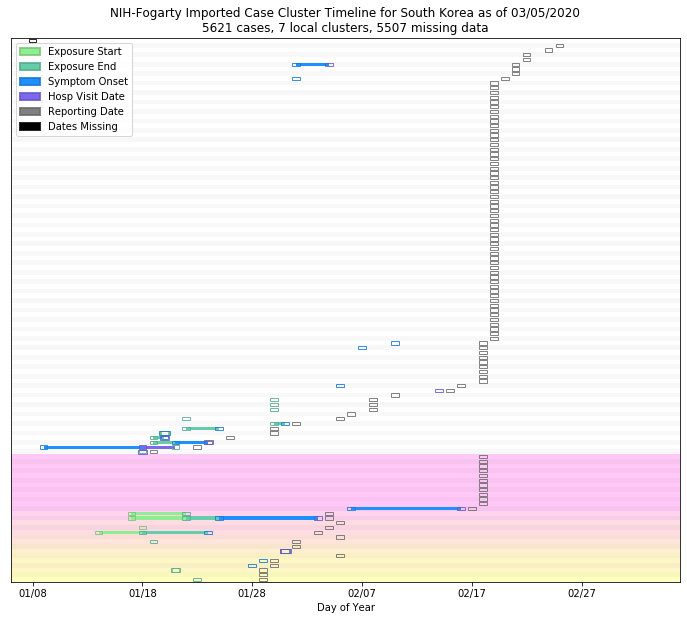 NIH-Fogarty Imported Case Cluster Timeline for South Korea as of 03/05/2020
5621 cases, 7 local clusters, 5507 missing data
Exposure Start
Exposure End
Symptom Onset
Hosp Visit Date
Reporting Date
Dates Missing
01/08 01/18 01/28 02/07 02/17 02/27
Day of Year